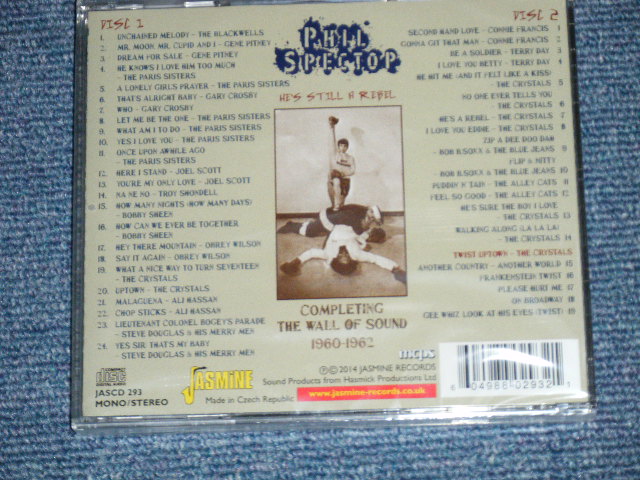 DISC 1
1. UNCHAINED MELODY - THE BLACKWELLS
2. MR. MOON MR. CUPID AND I - GENE PITNEY
3. DREAM FOR SALE - GENE PITNEY
4. HE KNOWS I LOVE HIM TOO MUCH
- THE PARIS SISTERS
5. A LONELY GIRLS PRAYER - THE PARIS SISTERS
6. THAT'S ALRIGHT BABY - GARY CROSBY
7. WHO - GARY CROSBY
8. LET ME BE THE ONE - THE PARIS SISTERS
9. WHAT AM I TO DO - THE PARIS SISTERS
10. YES I LOVE YOU - THE PARIS SISTERS
11. ONCE UPON AWHILE AGO
- THE PARIS SISTERS
12. HERE I STAND - JOEL SCOTT
13. YOU'RE MY ONLY LOVE - JOEL SCOTT
14. NA NE NO - TROY SHONDELL
15. HOW MANY NIGHTS (HOW MANY DAYS)
- BOBBY SHEEN
16. HOW CAN WE EVER BE TOGETHER
- BOBBY SHEEN
17. HEY THERE MOUNTAIN - OBREY WILSON
18. SAY IT AGAIN - OBREY WILSON
19. WHAT A NICE WAY TO TURN SEVENTEEN
- THE CRYSTALS
20. UPTOWN - THE CRYSTALS
21. MALAGUENA - ALI HASSAN
22. CHOP STICKS - ALI HASSAN
23. LIEUTENANT COLONEL BOGEY'S PARADE
- STEVE DOUGLAS & HIS MERRY MEN
24. YES SIR THAT'S MY BABY
- STEVE DOUGLAS & HIS MERRY MEN
PHIL SPECTOR
HE'S STILL A REBEL
COMPLETING
THE WALL OF SOUND
1960-1962
DISC 2
SECOND HAND LOVE - CONNIE FRANCIS 1
GONNA GIT THAT MAN - CONNIE FRANCIS 2
BE A SOLDIER - TERRY DAY 3
I LOVE YOU BETTY - TERRY DAY 4
HE HIT ME (AND IT FELT LIKE A KISS)
- THE CRYSTALS 5
NO ONE EVER TELLS YOU
- THE CRYSTALS 6
HE'S A REBEL - THE CRYSTALS 7
I LOVE YOU EDDIE - THE CRYSTALS 8
ZIP A DEE DOO DAH
- BOB B.SOXX & THE BLUE JEANS 9
FLIP & NITTY
- BOB B.SOXX & THE BLUE JEANS 10
PUDDIN N' TAIN - THE ALLEY CATS 11
FEEL SO GOOD - THE ALLEY CATS 12
HE'S SURE THE BOY I LOVE
- THE CRYSTALS 13
WALKING ALONG (LA LA LA)
- THE CRYSTALS 14
TWIST UPTOWN - THE CRYSTALS
ANOTHER COUNTRY - ANOTHER WORLD 15
FRANKENSTEIN TWIST 16
PLEASE HURT ME 17
ON BROADWAY 18
GEE WHIZ LOOK AT HIS EYES (TWIST) 19
COMPACT disc DIGITAL AUDIO
JASCD 293
MONO/STEREO
JASMINE
℗©2014 JASMINE RECORDS
Sound Productions from Hasmick Productions Ltd
Made in Czech Republic
www.jasmine-records.co.uk
mcps
6 04988 02932 1